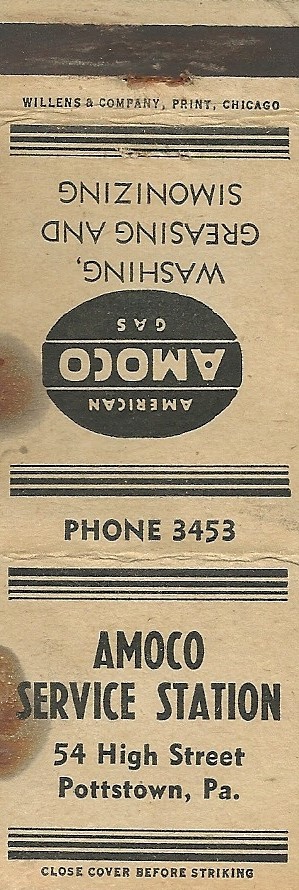 WILLENS & COMPANY, PRINT, CHICAGO
WASHING,
GREASING AND
SIMONIZING
AMERICAN
AMOCO
GAS
PHONE 3453
AMOCO
SERVICE STATION
54 High Street
Pottstown, Pa.
CLOSE COVER BEFORE STRIKING